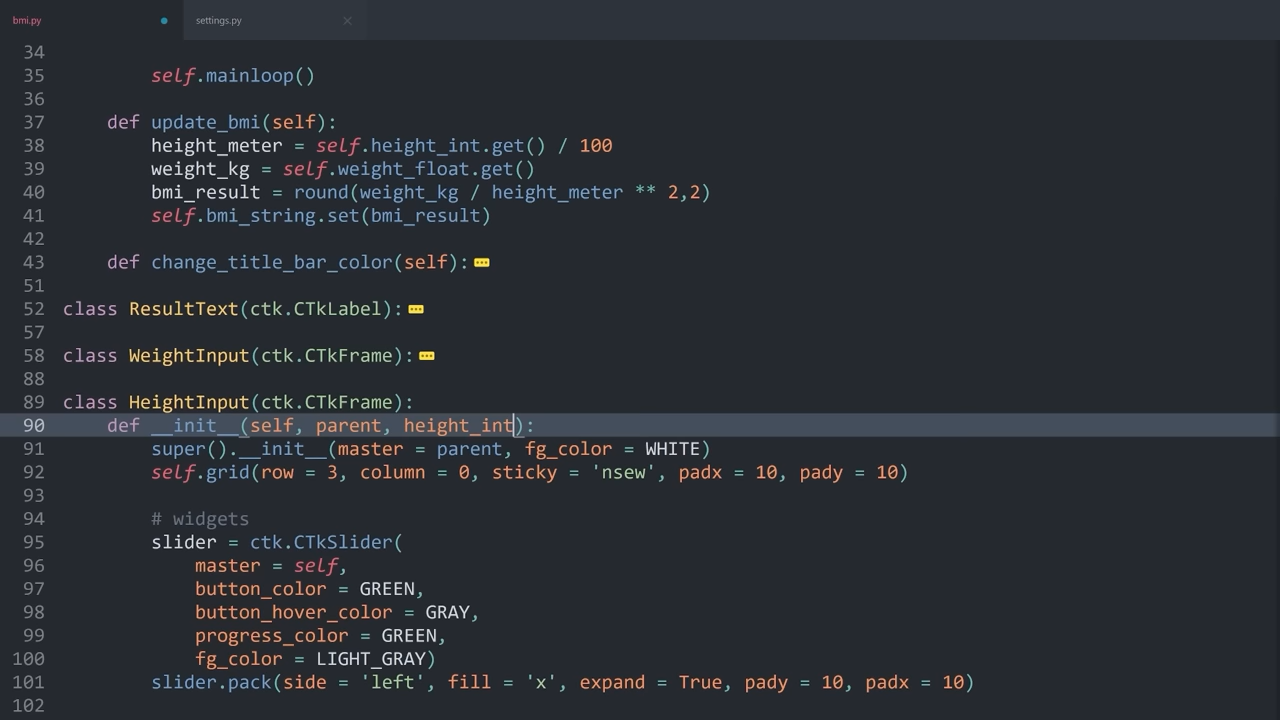 bmi.py
settings.py
34
35         self.mainloop()
36
37     def update_bmi(self):
38         height_meter = self.height_int.get() / 100
39         weight_kg = self.weight_float.get()
40         bmi_result = round(weight_kg / height_meter ** 2,2)
41         self.bmi_string.set(bmi_result)
42
43     def change_title_bar_color(self):
51
52 class ResultText(ctk.CTkLabel):
57
58 class WeightInput(ctk.CTkFrame):
88
89 class HeightInput(ctk.CTkFrame):
90     def __init__(self, parent, height_int):
91         super().__init__(master = parent, fg_color = WHITE)
92         self.grid(row = 3, column = 0, sticky = 'nsew', padx = 10, pady = 10)
93
94         # widgets
95         slider = ctk.CTkSlider(
96             master = self,
97             button_color = GREEN,
98             button_hover_color = GRAY,
99             progress_color = GREEN,
100             fg_color = LIGHT_GRAY)
101         slider.pack(side = 'left', fill = 'x', expand = True, pady = 10, padx = 10)
102